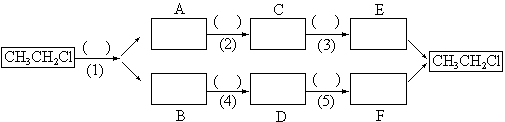 A C E
( ) ( ) ( )
CH₃CH₂Cl (1) (2) (3) CH₃CH₂Cl
( ) ( )
(4) (5)
B D F